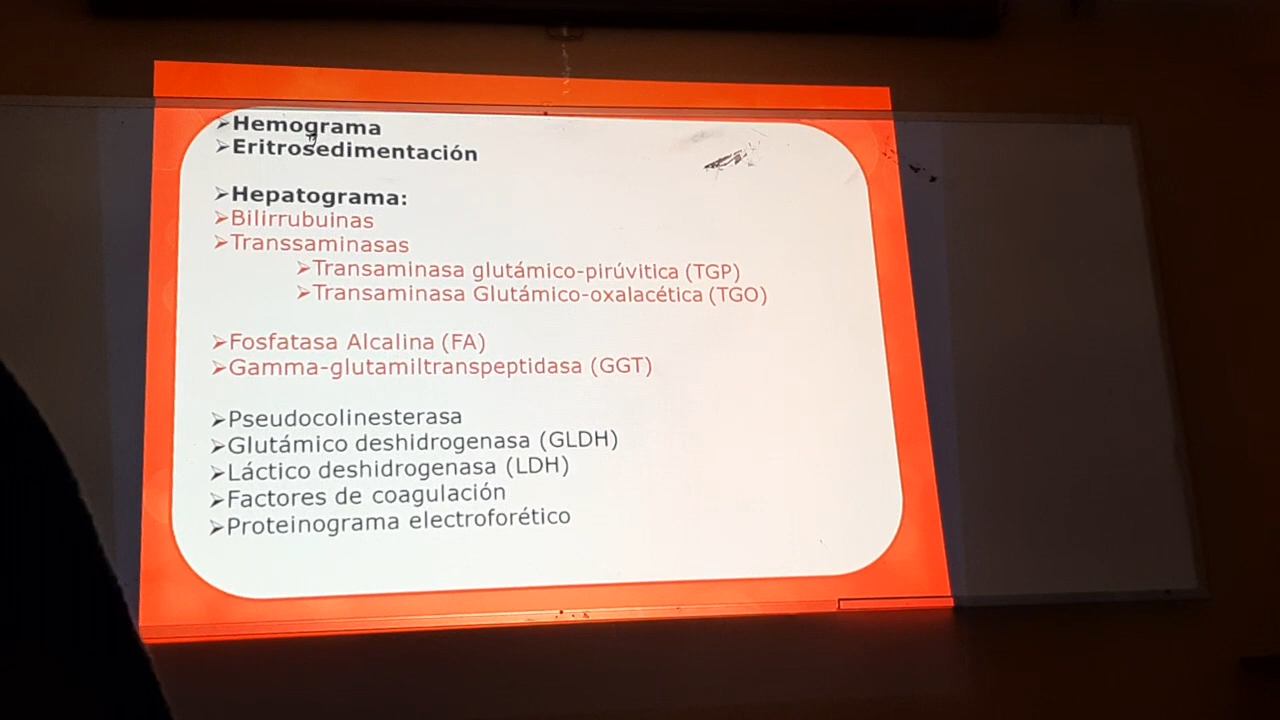 ➢Hemograma
➢Eritrosedimentación
➢Hepatograma:
➢Bilirrubuinas
➢Transsaminasas
➢Transaminasa glutámico-pirúvitica (TGP)
➢Transaminasa Glutámico-oxalacética (TGO)
➢Fosfatasa Alcalina (FA)
➢Gamma-glutamiltranspeptidasa (GGT)
➢Pseudocolinesterasa
➢Glutámico deshidrogenasa (GLDH)
➢Láctico deshidrogenasa (LDH)
➢Factores de coagulación
➢Proteinograma electroforético